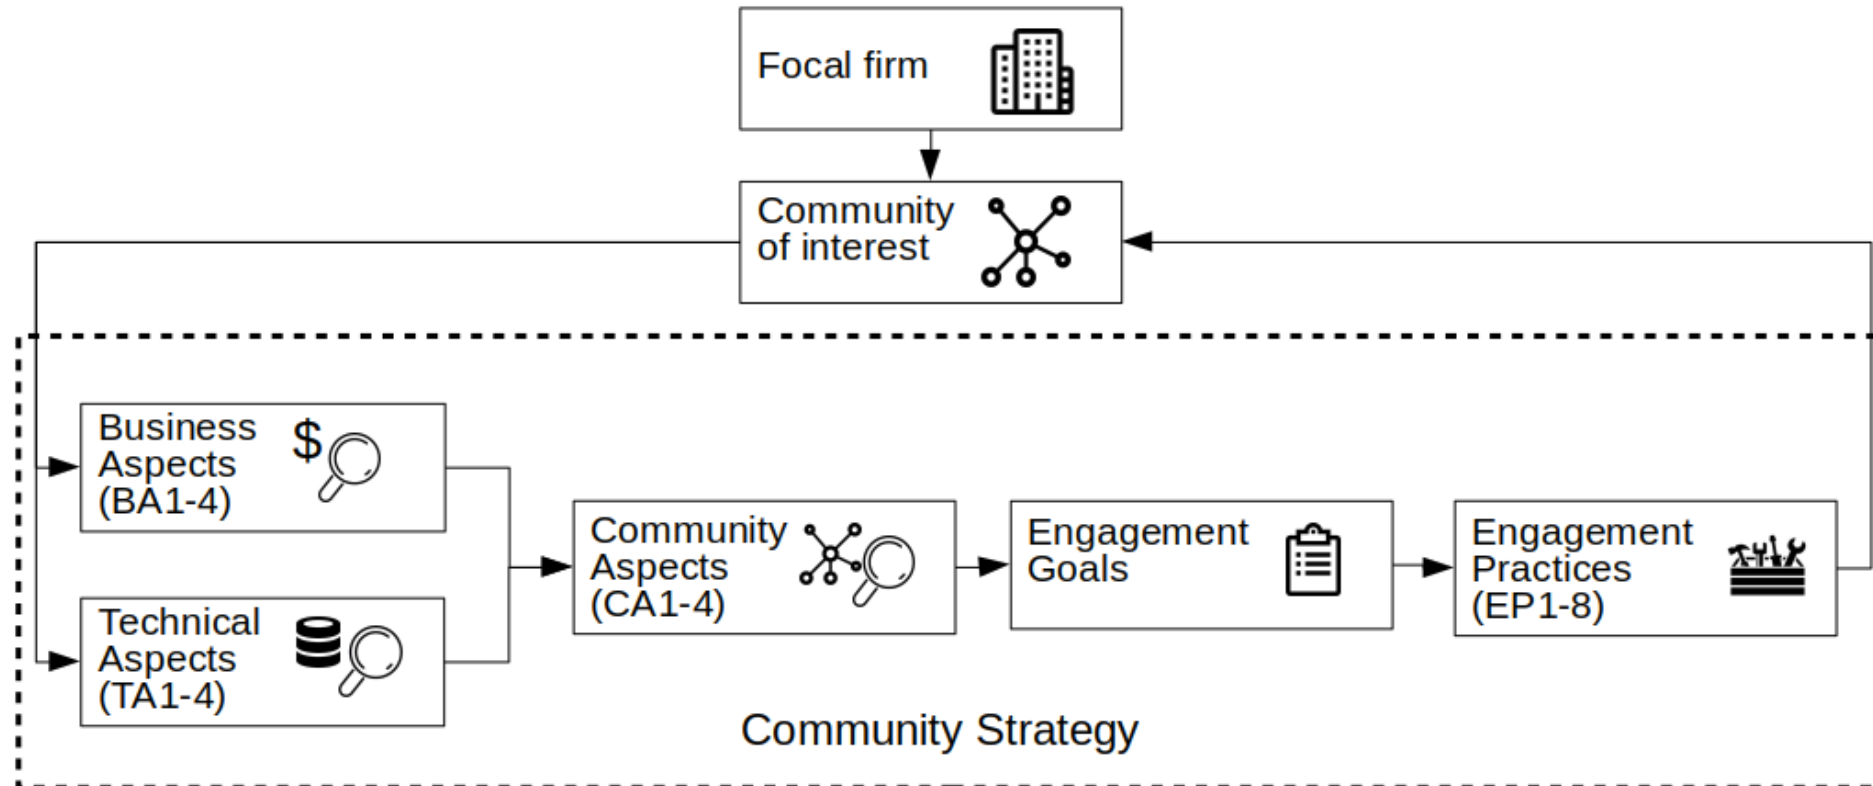 Focal firm
Community
of interest
Business
Aspects
(BA1-4)
$
Technical
Aspects
(TA1-4)
Community
Aspects
(CA1-4)
Engagement
Goals
Engagement
Practices
(EP1-8)
Community Strategy